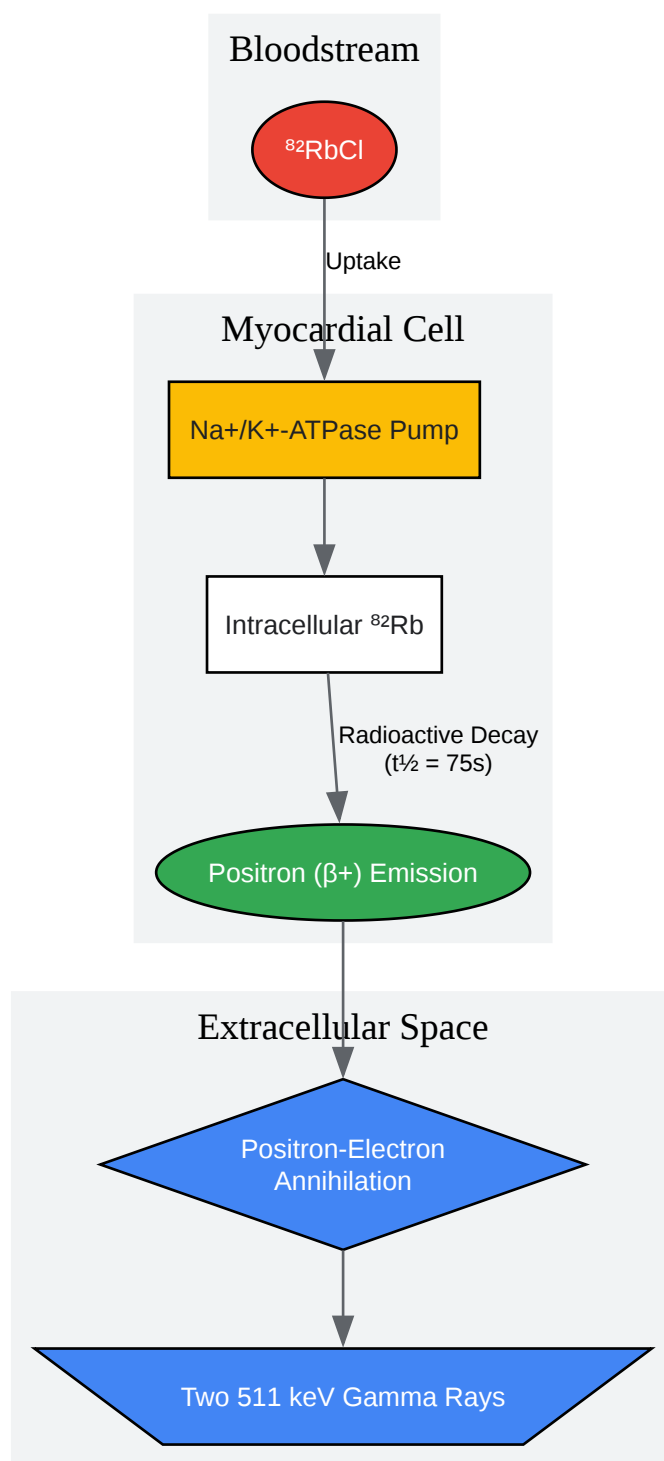 Bloodstream
⁸²RbCl
Uptake
Myocardial Cell
Na+/K+-ATPase Pump
Intracellular ⁸²Rb
Radioactive Decay
(t½ = 75s)
Positron (β+) Emission
Extracellular Space
Positron-Electron
Annihilation
Two 511 keV Gamma Rays